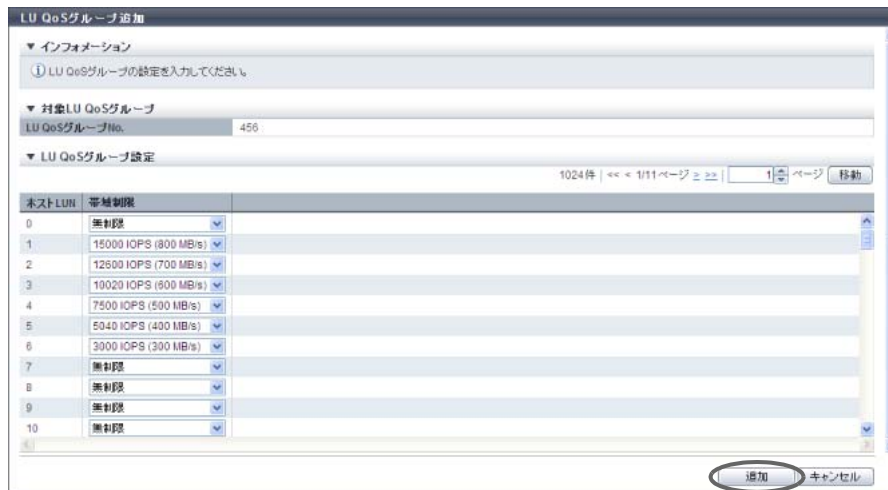 LU QoSグループ追加
▼ インフォメーション
LU QoSグループの設定を入力してください。
▼ 対象LU QoSグループ
LU QoSグループNo. 456
▼ LU QoSグループ設定
1024件 | << < 1/11ページ > >> | 1 ページ 移動
ホストLUN 帯域制限
0 無制限
1 15000 IOPS (800 MB/s)
2 12600 IOPS (700 MB/s)
3 10020 IOPS (600 MB/s)
4 7500 IOPS (500 MB/s)
5 5040 IOPS (400 MB/s)
6 3000 IOPS (300 MB/s)
7 無制限
8 無制限
9 無制限
10 無制限
追加 キャンセル